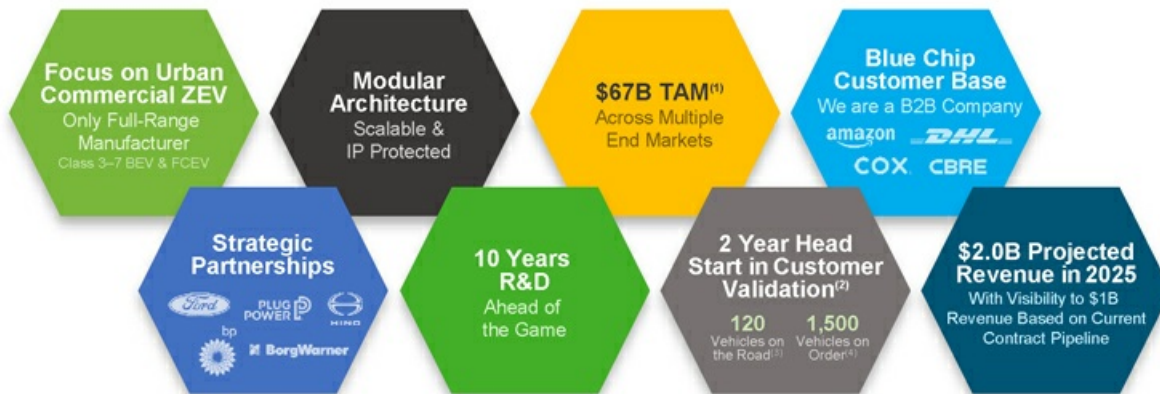 Focus on Urban
Commercial ZEV
Only Full-Range
Manufacturer
Class 3–7 BEV & FCEV
Modular
Architecture
Scalable &
IP Protected
$67B TAM(1)
Across Multiple
End Markets
Blue Chip
Customer Base
We are a B2B Company
amazon
DHL
COX
CBRE
Strategic
Partnerships
Ford
PLUG
POWER
HINO
bp
BorgWarner
10 Years
R&D
Ahead of
the Game
2 Year Head
Start in Customer
Validation(2)
120
Vehicles on
the Road(3)
1,500
Vehicles on
Order(4)
$2.0B Projected
Revenue in 2025
With Visibility to $1B
Revenue Based on Current
Contract Pipeline